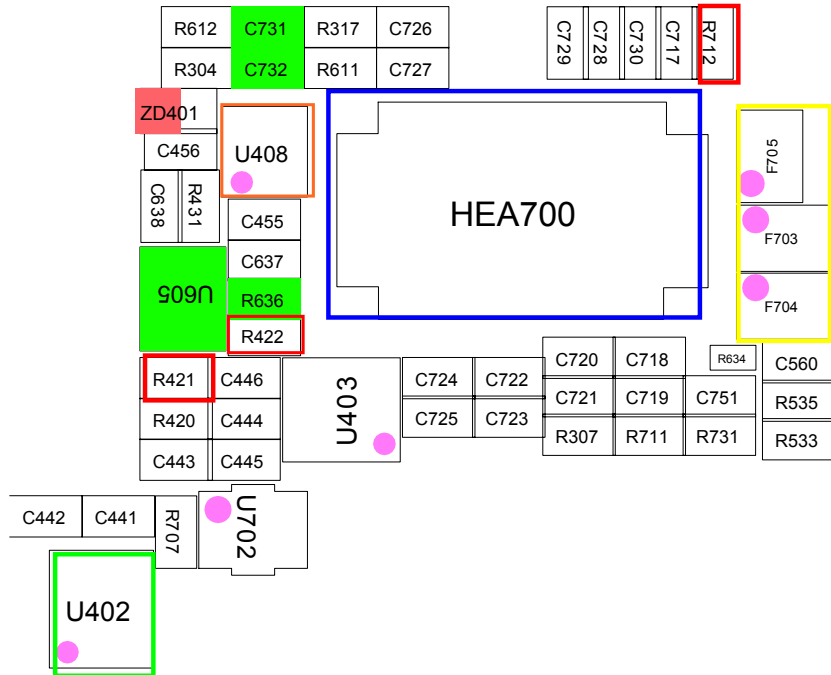 R612 C731 R317 C726
R304 C732 R611 C727
C729 C728 C730 C717 R712
ZD401
C456
U408
C638 R431
C455
C637
U605
R636
R422
HEA700
F705
F703
F704
R421 C446
R420 C444
C443 C445
U403
C724 C722
C725 C723
C720 C718
C721 C719 C751
R307 R711 R731
R634
C560
R535
R533
C442 C441 R707
U702
U402